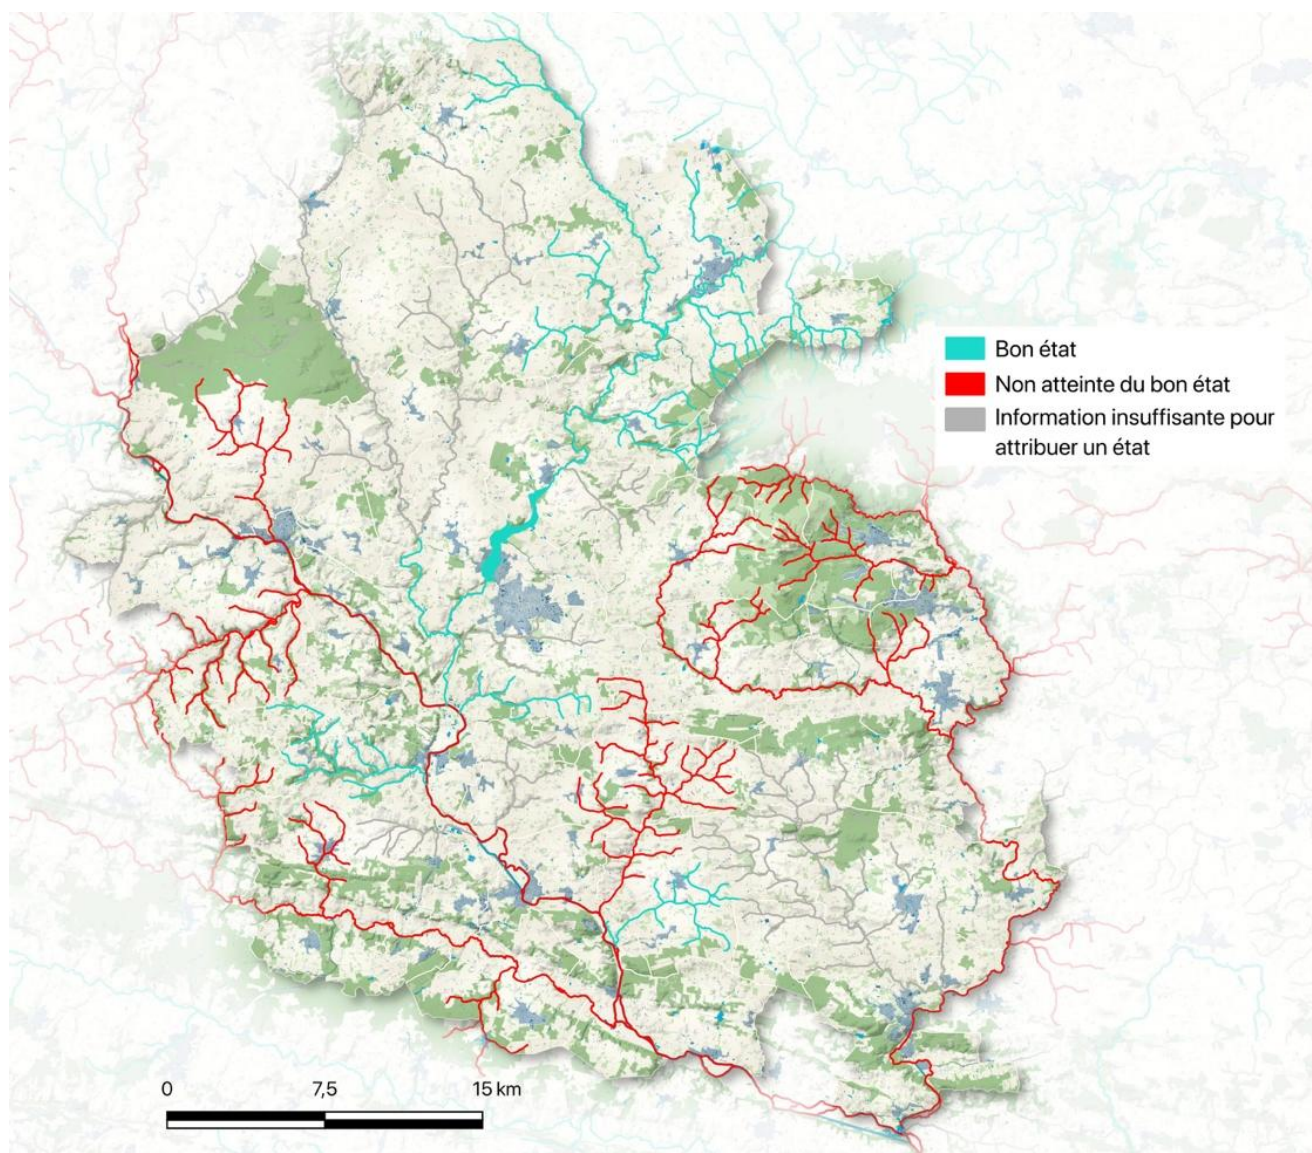 Bon état
Non atteinte du bon état
Information insuffisante pour
attribuer un état
0 7,5 15 km